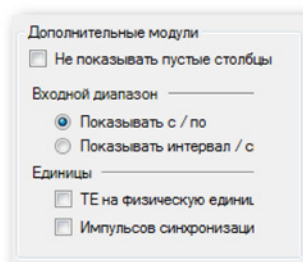 Дополнительные модули
Не показывать пустые столбцы
Входной диапазон
Показывать с / по
Показывать интервал / с
Единицы
ТЕ на физическую единиц
Импульсов синхронизаци